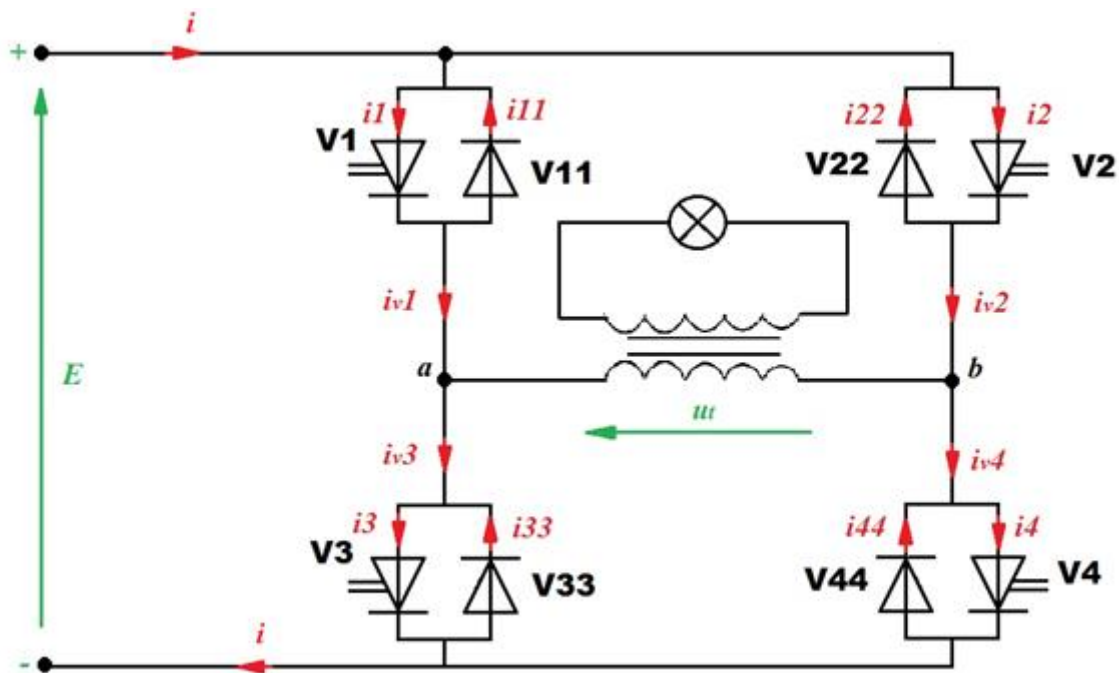 + i
i1 i11 i22 i2
V1 V11 V22 V2
iv1 iv2
E a b
ut
iv3 iv4
i3 i33 i44 i4
V3 V33 V44 V4
- i